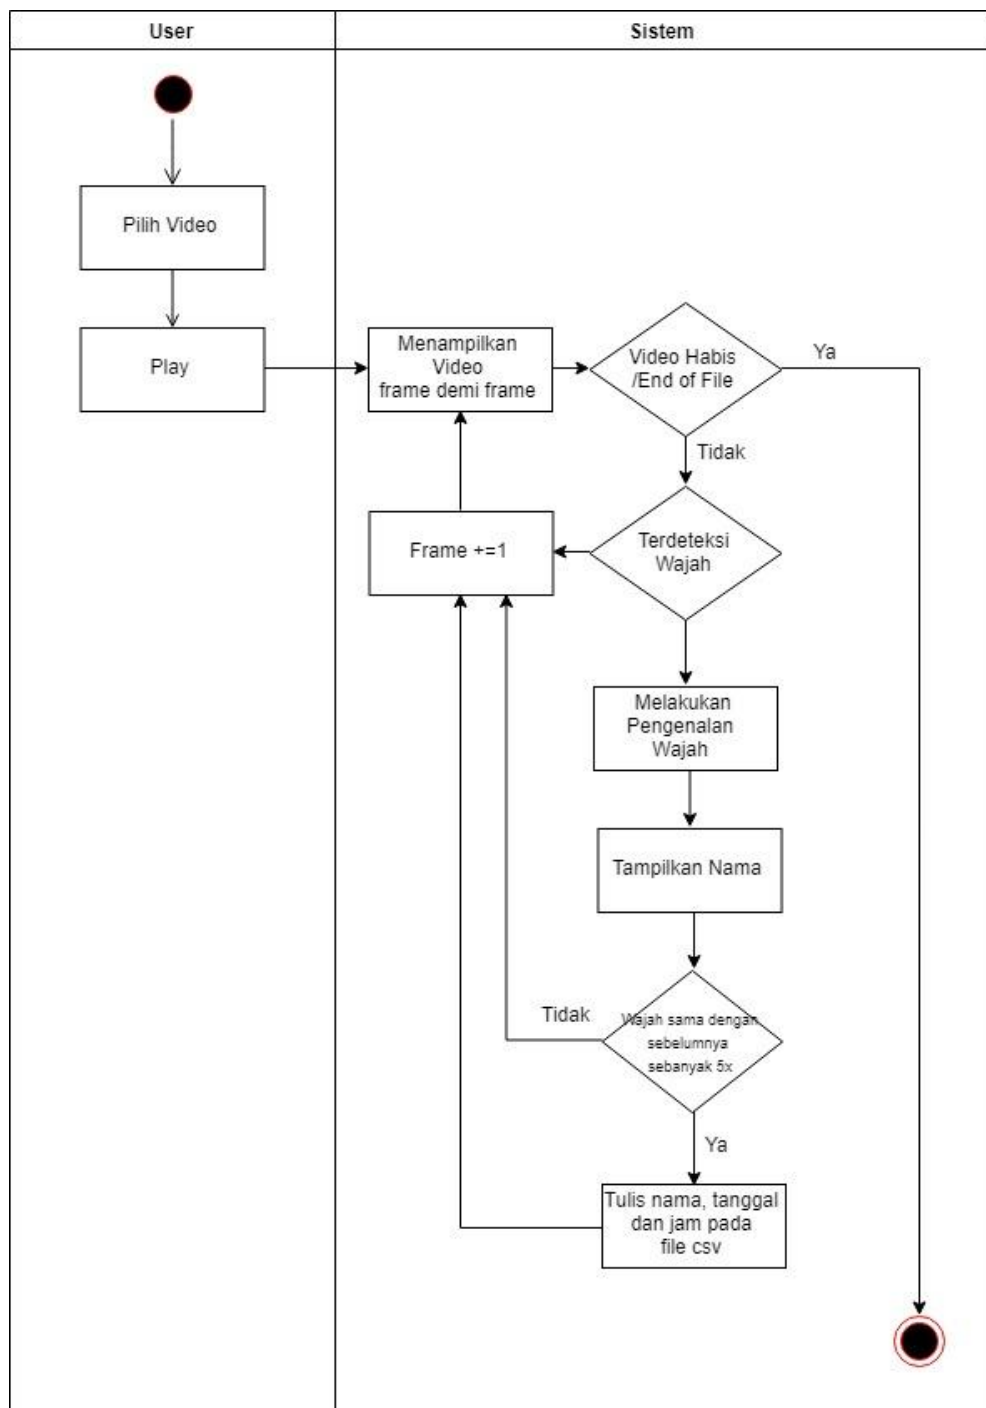 User
Sistem
Pilih Video
Play
Menampilkan
Video
frame demi frame
Video Habis
/End of File
Ya
Tidak
Frame +=1
Terdeteksi
Wajah
Melakukan
Pengenalan
Wajah
Tampilkan Nama
Tidak
Wajah sama dengan
sebelumnya
sebanyak 5x
Ya
Tulis nama, tanggal
dan jam pada
file csv